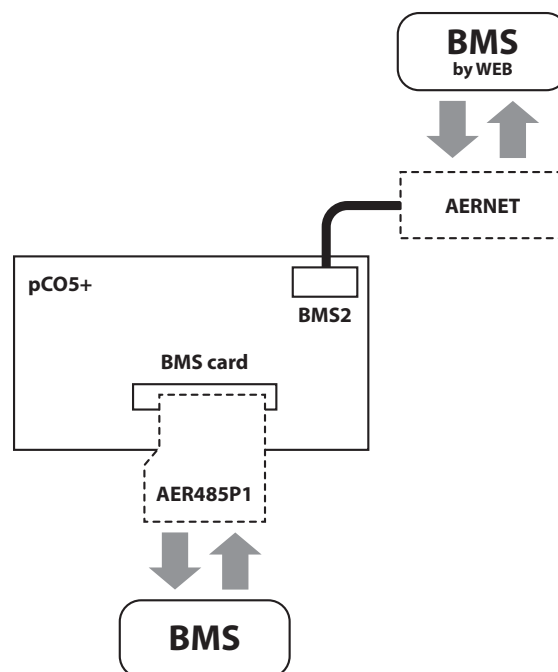 BMS
by WEB
AERNET
pCO5+
BMS2
BMS card
AER485P1
BMS